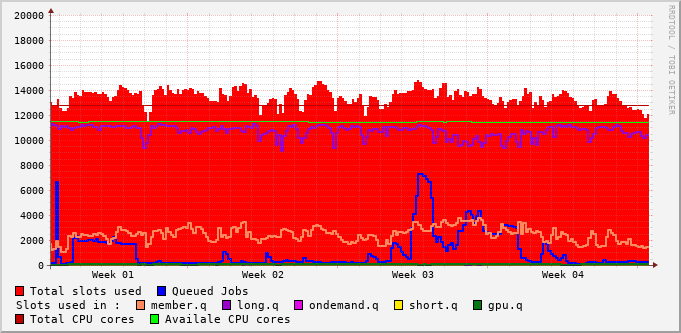 RRDTOOL / TOBI OETIKER
20000
18000
16000
14000
12000
10000
8000
6000
4000
2000
0
Week 01 Week 02 Week 03 Week 04
Total slots used Queued Jobs
Slots used in : member.q long.q ondemand.q short.q gpu.q
Total CPU cores Availale CPU cores